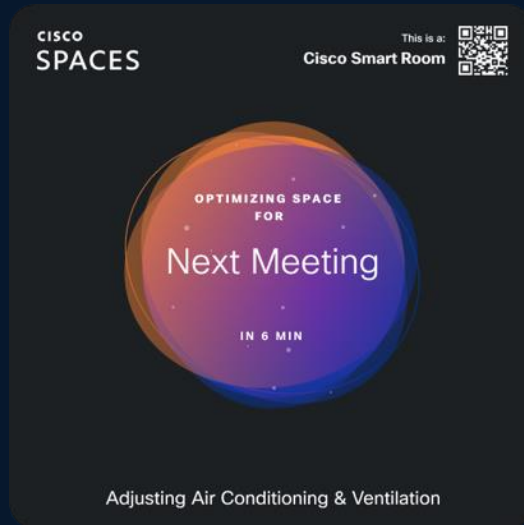 CISCO
SPACES
This is a:
Cisco Smart Room
OPTIMIZING SPACE
FOR
Next Meeting
IN 6 MIN
Adjusting Air Conditioning & Ventilation